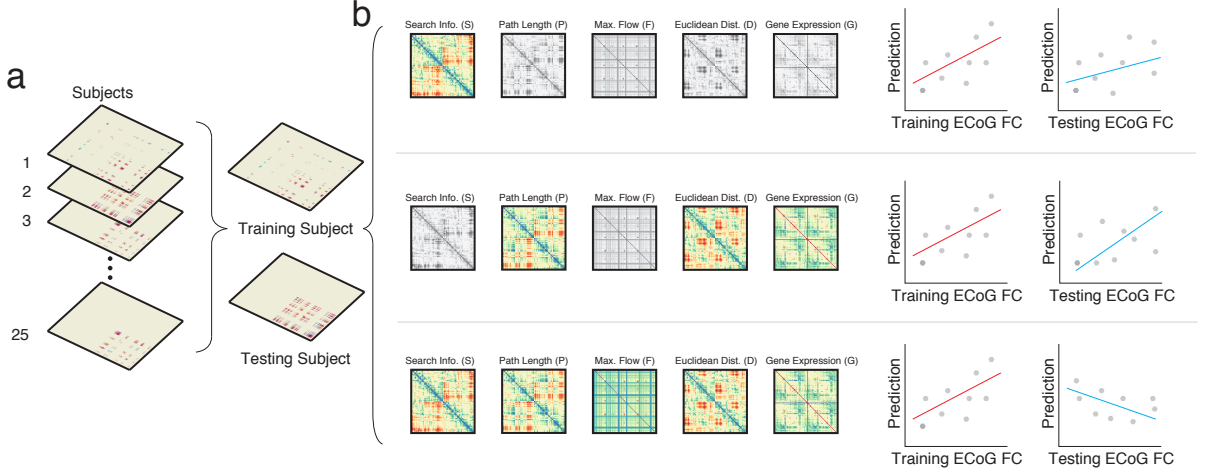 a
Subjects
1
2
3
25
Training Subject
Testing Subject
b
Search Info. (S) Path Length (P) Max. Flow (F) Euclidean Dist. (D) Gene Expression (G)
Prediction
Training ECoG FC
Prediction
Testing ECoG FC
Search Info. (S) Path Length (P) Max. Flow (F) Euclidean Dist. (D) Gene Expression (G)
Prediction
Training ECoG FC
Prediction
Testing ECoG FC
Search Info. (S) Path Length (P) Max. Flow (F) Euclidean Dist. (D) Gene Expression (G)
Prediction
Training ECoG FC
Prediction
Testing ECoG FC